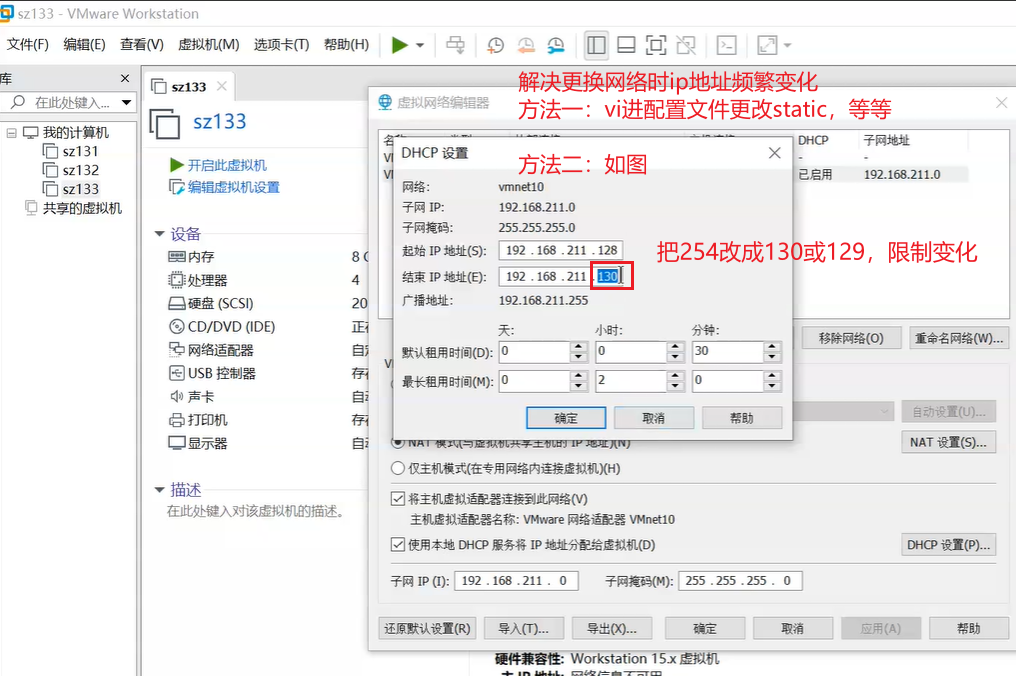 sz133 - VMware Workstation
文件(F) 编辑(E) 查看(V) 虚拟机(M) 选项卡(T) 帮助(H)
库
在此处键入...
我的计算机
sz131
sz132
sz133
共享的虚拟机
sz133
sz133
开启此虚拟机
编辑虚拟机设置
设备
内存 8
处理器 4
硬盘 (SCSI) 20
CD/DVD (IDE)
网络适配器
USB 控制器
声卡
打印机
显示器
描述
在此处键入对该虚拟机的描述。
解决更换网络时ip地址频繁变化
方法一：vi进配置文件更改static，等等
方法二：如图
把254改成130或129，限制变化
虚拟网络编辑器
DHCP 子网地址
- -
已启用 192.168.211.0
DHCP 设置
网络: vmnet10
子网 IP: 192.168.211.0
子网掩码: 255.255.255.0
起始 IP 地址(S): 192 . 168 . 211 . 128
结束 IP 地址(E): 192 . 168 . 211 . 130
广播地址: 192.168.211.255
天: 小时: 分钟:
默认租用时间(D): 0 0 30
最长租用时间(M): 0 2 0
确定 取消 帮助
移除网络(O) 重命名网络(W)...
自动设置(U)...
NAT 模式(与虚拟机共享主机的 IP 地址)(N) NAT 设置(S)...
仅主机模式(在专用网络内连接虚拟机)(H)
将主机虚拟适配器连接到此网络(V)
主机虚拟适配器名称: VMware 网络适配器 VMnet10
使用本地 DHCP 服务将 IP 地址分配给虚拟机(D) DHCP 设置(P)...
子网 IP (I): 192 . 168 . 211 . 0 子网掩码(M): 255 . 255 . 255 . 0
还原默认设置(R) 导入(T)... 导出(X)... 确定 取消 应用(A) 帮助
硬件兼容性: Workstation 15.x 虚拟机